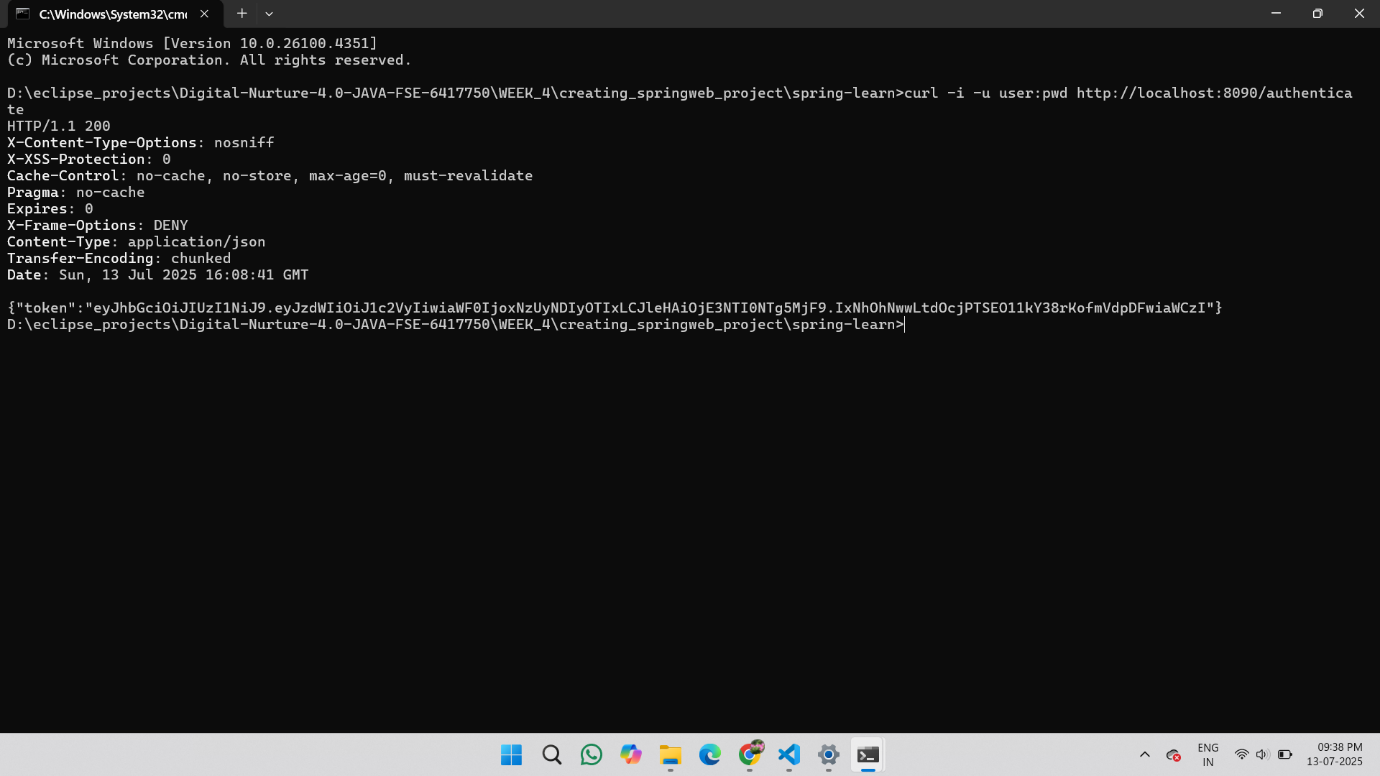 C:\Windows\System32\cmd
Microsoft Windows [Version 10.0.26100.4351]
(c) Microsoft Corporation. All rights reserved.
D:\eclipse_projects\Digital-Nurture-4.0-JAVA-FSE-6417750\WEEK_4\creating_springweb_project\spring-learn>curl -i -u user:pwd http://localhost:8090/authentica
te
HTTP/1.1 200
X-Content-Type-Options: nosniff
X-XSS-Protection: 0
Cache-Control: no-cache, no-store, max-age=0, must-revalidate
Pragma: no-cache
Expires: 0
X-Frame-Options: DENY
Content-Type: application/json
Transfer-Encoding: chunked
Date: Sun, 13 Jul 2025 16:08:41 GMT
{"token":"eyJhbGciOiJIUzI1NiJ9.eyJzdWIiOiJ1c2VyIiwiaWF0IjoxNzUyNDIyOTIxLCJleHAiOjE3NTI0NTg5MjF9.IxNhOhNwwLtdOcjPTSEO11kY38rKofmVdpDFwiaWCzI"}
D:\eclipse_projects\Digital-Nurture-4.0-JAVA-FSE-6417750\WEEK_4\creating_springweb_project\spring-learn>
ENG
IN
09:38 PM
13-07-2025